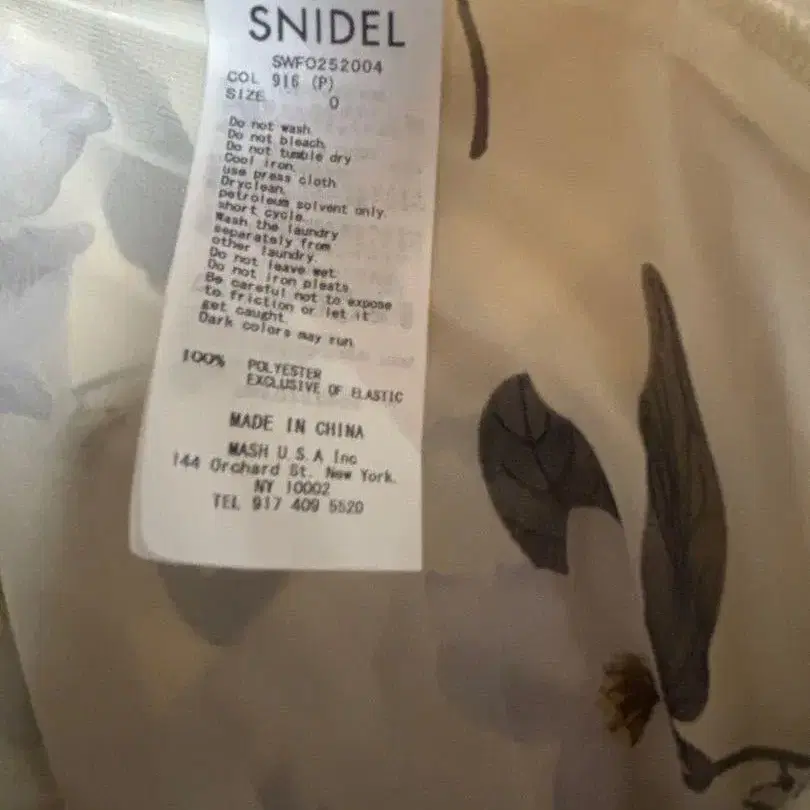 SNIDEL
SWFO252004
COL 916 (P)
SIZE 0
Do not wash
Do not bleach
Do not tumble dry
Cool iron.
use press cloth
Dryclean.
petroleum solvent only.
short cycle.
Wash the laundry
separately from
other laundry.
Do not leave wet
Do not iron pleats
Be careful not to expose
to friction or let it
get caught.
Dark colors may run
100% POLYESTER
EXCLUSIVE OF ELASTIC
MADE IN CHINA
MASH U.S.A Inc
144 Orchard St. New York.
NY 10002
TEL 917 409 5520